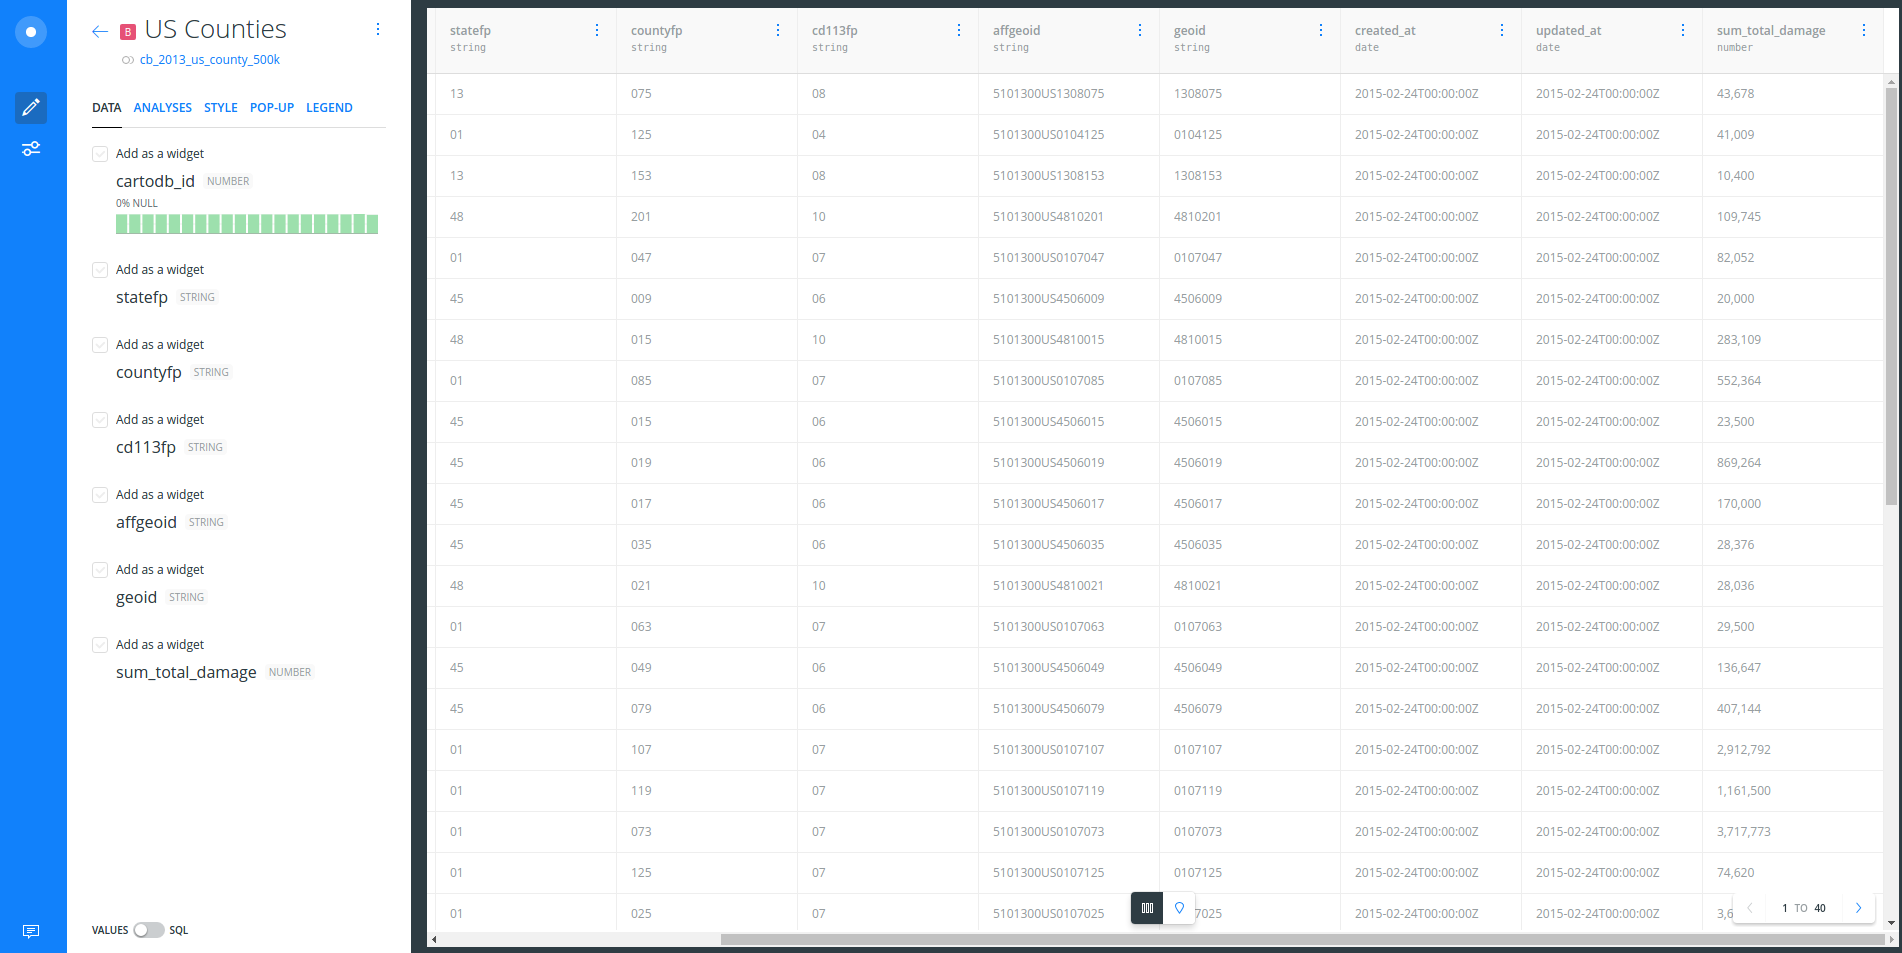 B US Counties
cb_2013_us_county_500k
DATA ANALYSES STYLE POP-UP LEGEND
Add as a widget
cartodb_id NUMBER
0% NULL
Add as a widget
statefp STRING
Add as a widget
countyfp STRING
Add as a widget
cd113fp STRING
Add as a widget
affgeoid STRING
Add as a widget
geoid STRING
Add as a widget
sum_total_damage NUMBER
VALUES SQL
statefp countyfp cd113fp affgeoid geoid created_at updated_at sum_total_damage
string string string string string date date number
13 075 08 5101300US1308075 1308075 2015-02-24T00:00:00Z 2015-02-24T00:00:00Z 43,678
01 125 04 5101300US0104125 0104125 2015-02-24T00:00:00Z 2015-02-24T00:00:00Z 41,009
13 153 08 5101300US1308153 1308153 2015-02-24T00:00:00Z 2015-02-24T00:00:00Z 10,400
48 201 10 5101300US4810201 4810201 2015-02-24T00:00:00Z 2015-02-24T00:00:00Z 109,745
01 047 07 5101300US0107047 0107047 2015-02-24T00:00:00Z 2015-02-24T00:00:00Z 82,052
45 009 06 5101300US4506009 4506009 2015-02-24T00:00:00Z 2015-02-24T00:00:00Z 20,000
48 015 10 5101300US4810015 4810015 2015-02-24T00:00:00Z 2015-02-24T00:00:00Z 283,109
01 085 07 5101300US0107085 0107085 2015-02-24T00:00:00Z 2015-02-24T00:00:00Z 552,364
45 015 06 5101300US4506015 4506015 2015-02-24T00:00:00Z 2015-02-24T00:00:00Z 23,500
45 019 06 5101300US4506019 4506019 2015-02-24T00:00:00Z 2015-02-24T00:00:00Z 869,264
45 017 06 5101300US4506017 4506017 2015-02-24T00:00:00Z 2015-02-24T00:00:00Z 170,000
45 035 06 5101300US4506035 4506035 2015-02-24T00:00:00Z 2015-02-24T00:00:00Z 28,376
48 021 10 5101300US4810021 4810021 2015-02-24T00:00:00Z 2015-02-24T00:00:00Z 28,036
01 063 07 5101300US0107063 0107063 2015-02-24T00:00:00Z 2015-02-24T00:00:00Z 29,500
45 049 06 5101300US4506049 4506049 2015-02-24T00:00:00Z 2015-02-24T00:00:00Z 136,647
45 079 06 5101300US4506079 4506079 2015-02-24T00:00:00Z 2015-02-24T00:00:00Z 407,144
01 107 07 5101300US0107107 0107107 2015-02-24T00:00:00Z 2015-02-24T00:00:00Z 2,912,792
01 119 07 5101300US0107119 0107119 2015-02-24T00:00:00Z 2015-02-24T00:00:00Z 1,161,500
01 073 07 5101300US0107073 0107073 2015-02-24T00:00:00Z 2015-02-24T00:00:00Z 3,717,773
01 125 07 5101300US0107125 0107125 2015-02-24T00:00:00Z 2015-02-24T00:00:00Z 74,620
01 025 07 5101300US0107025 7025 2015-02-24T00:00:00Z 2015-02-24T00:00:00Z 3,6
1 TO 40